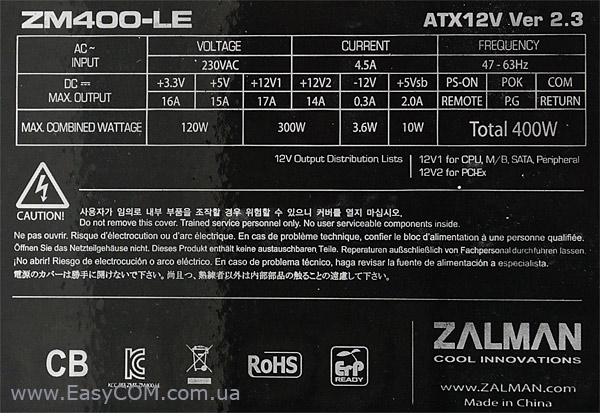 ZM400-LE ATX12V Ver 2.3
AC~ INPUT VOLTAGE CURRENT FREQUENCY
230VAC 4.5A 47 - 63Hz
DC MAX. OUTPUT +3.3V +5V +12V1 +12V2 -12V +5Vsb PS-ON POK COM
16A 15A 17A 14A 0.3A 2.0A REMOTE P.G RETURN
MAX. COMBINED WATTAGE 120W 300W 3.6W 10W Total 400W
12V Output Distribution Lists 12V1 for CPU, M/B, SATA, Peripheral
12V2 for PCI-Ex
CAUTION!
사용자가 임의로 내부 부품을 조작할 경우 위험할 수 있으니 커버를 열지 마십시오.
Do not remove this cover. Trained service personnel only. No user serviceable components inside.
Ne pas ouvrir. Risque d'électrocution ou d'arc électrique. En cas de problème technique, confier le bloc d'alimentation à une personne qualifiée.
Öffnen Sie das Netzteilgehäuse nicht. Dieses Produkt enthält keine austauschbaren Teile. Reperaturen außschließlich von Fachpersonal durchführen lassen.
¡No abrir! Riesgo de electrocución o arco eléctrico. En caso de problema técnico, haga revisar la fuente de alimentación a especialista.
電源のカバーは勝手に開けないで下さい。尚且つ、熟練者以外は内部部品の触ることの遠慮して下さい。
CB
RoHS
ErP
READY
ZALMAN
COOL INNOVATIONS
www.EasyCOM.com.ua
www.ZALMAN.com
Made in China